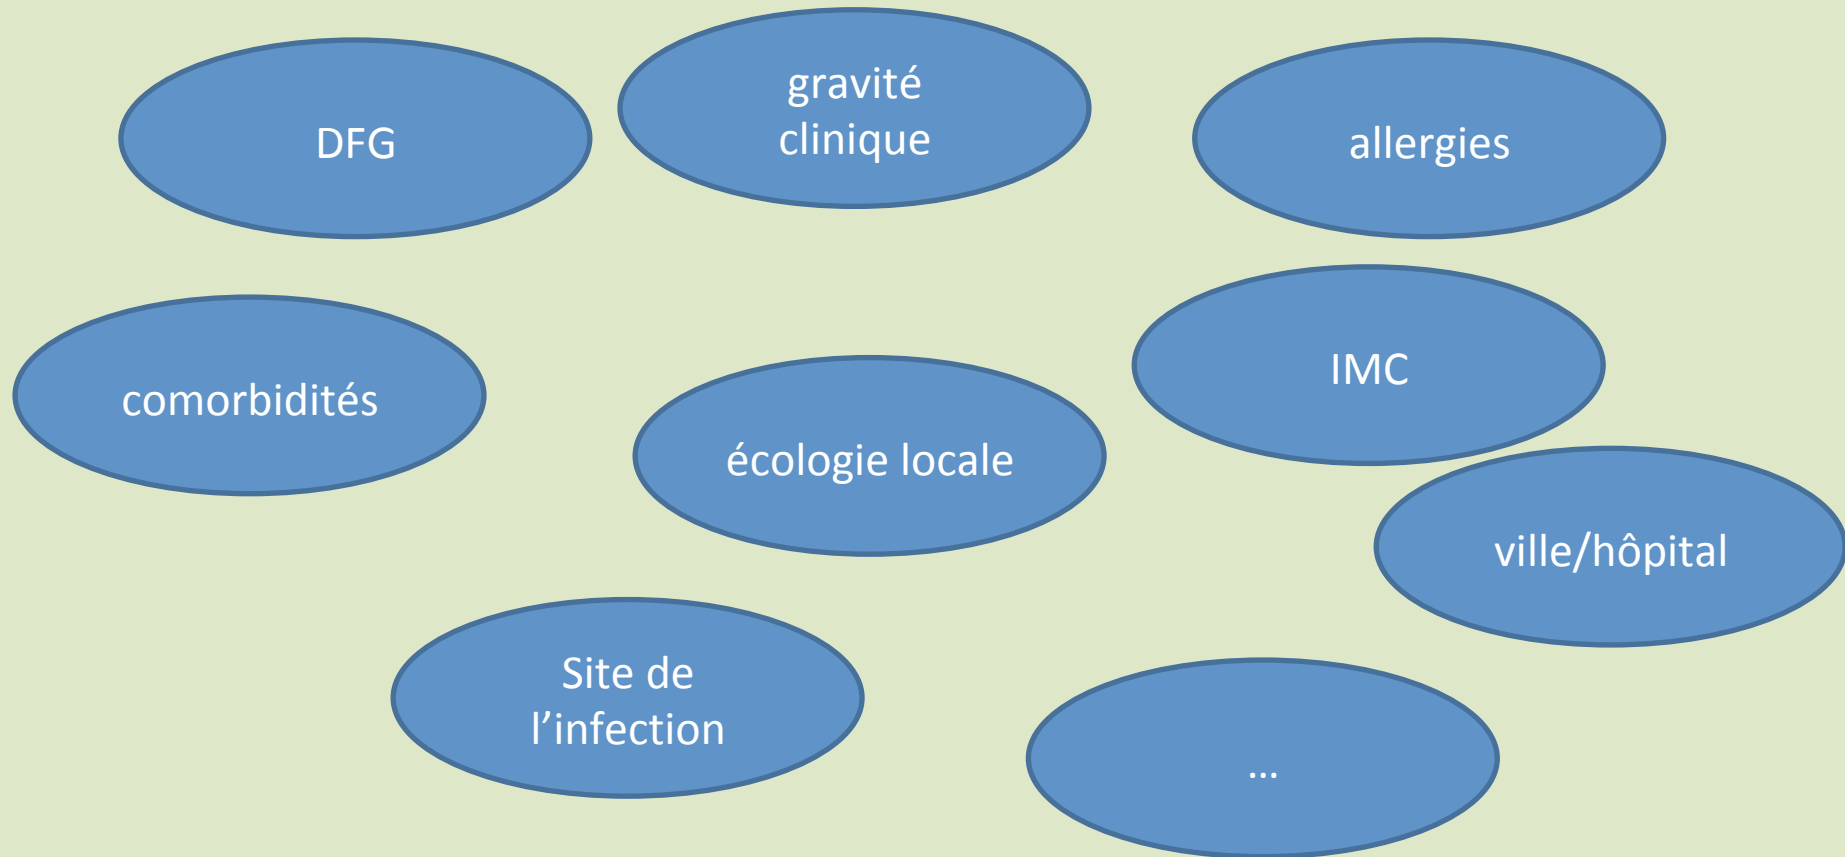 DFG
gravité
clinique
allergies
comorbidités
écologie locale
IMC
ville/hôpital
Site de
l’infection
...